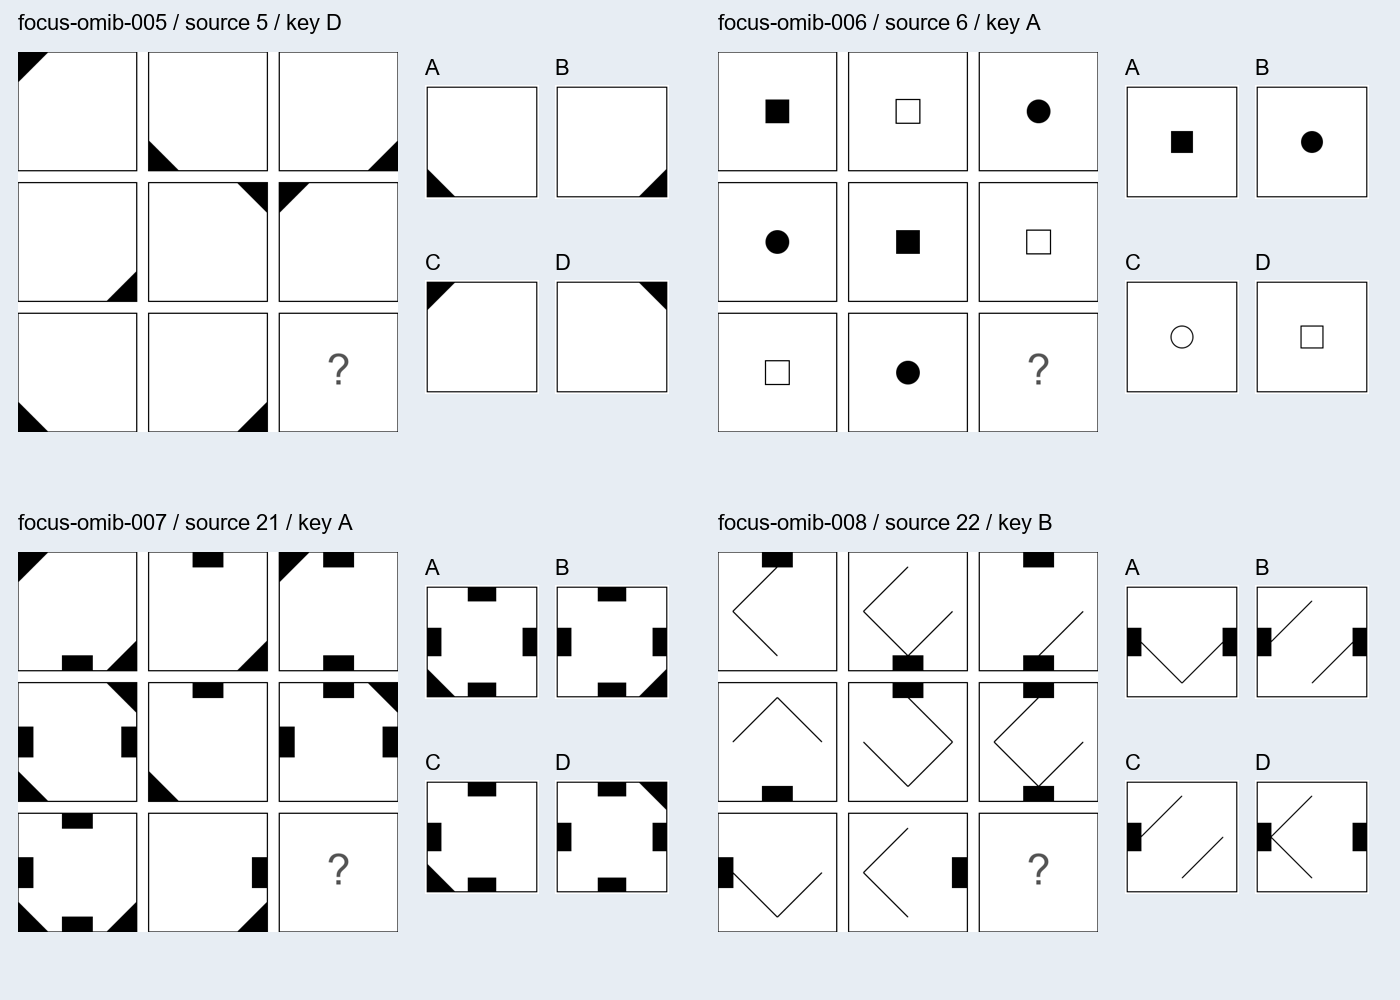 focus-omib-005 / source 5 / key D
A
B
C
D
?
focus-omib-006 / source 6 / key A
A
B
C
D
?
focus-omib-007 / source 21 / key A
A
B
C
D
?
focus-omib-008 / source 22 / key B
A
B
C
D
?